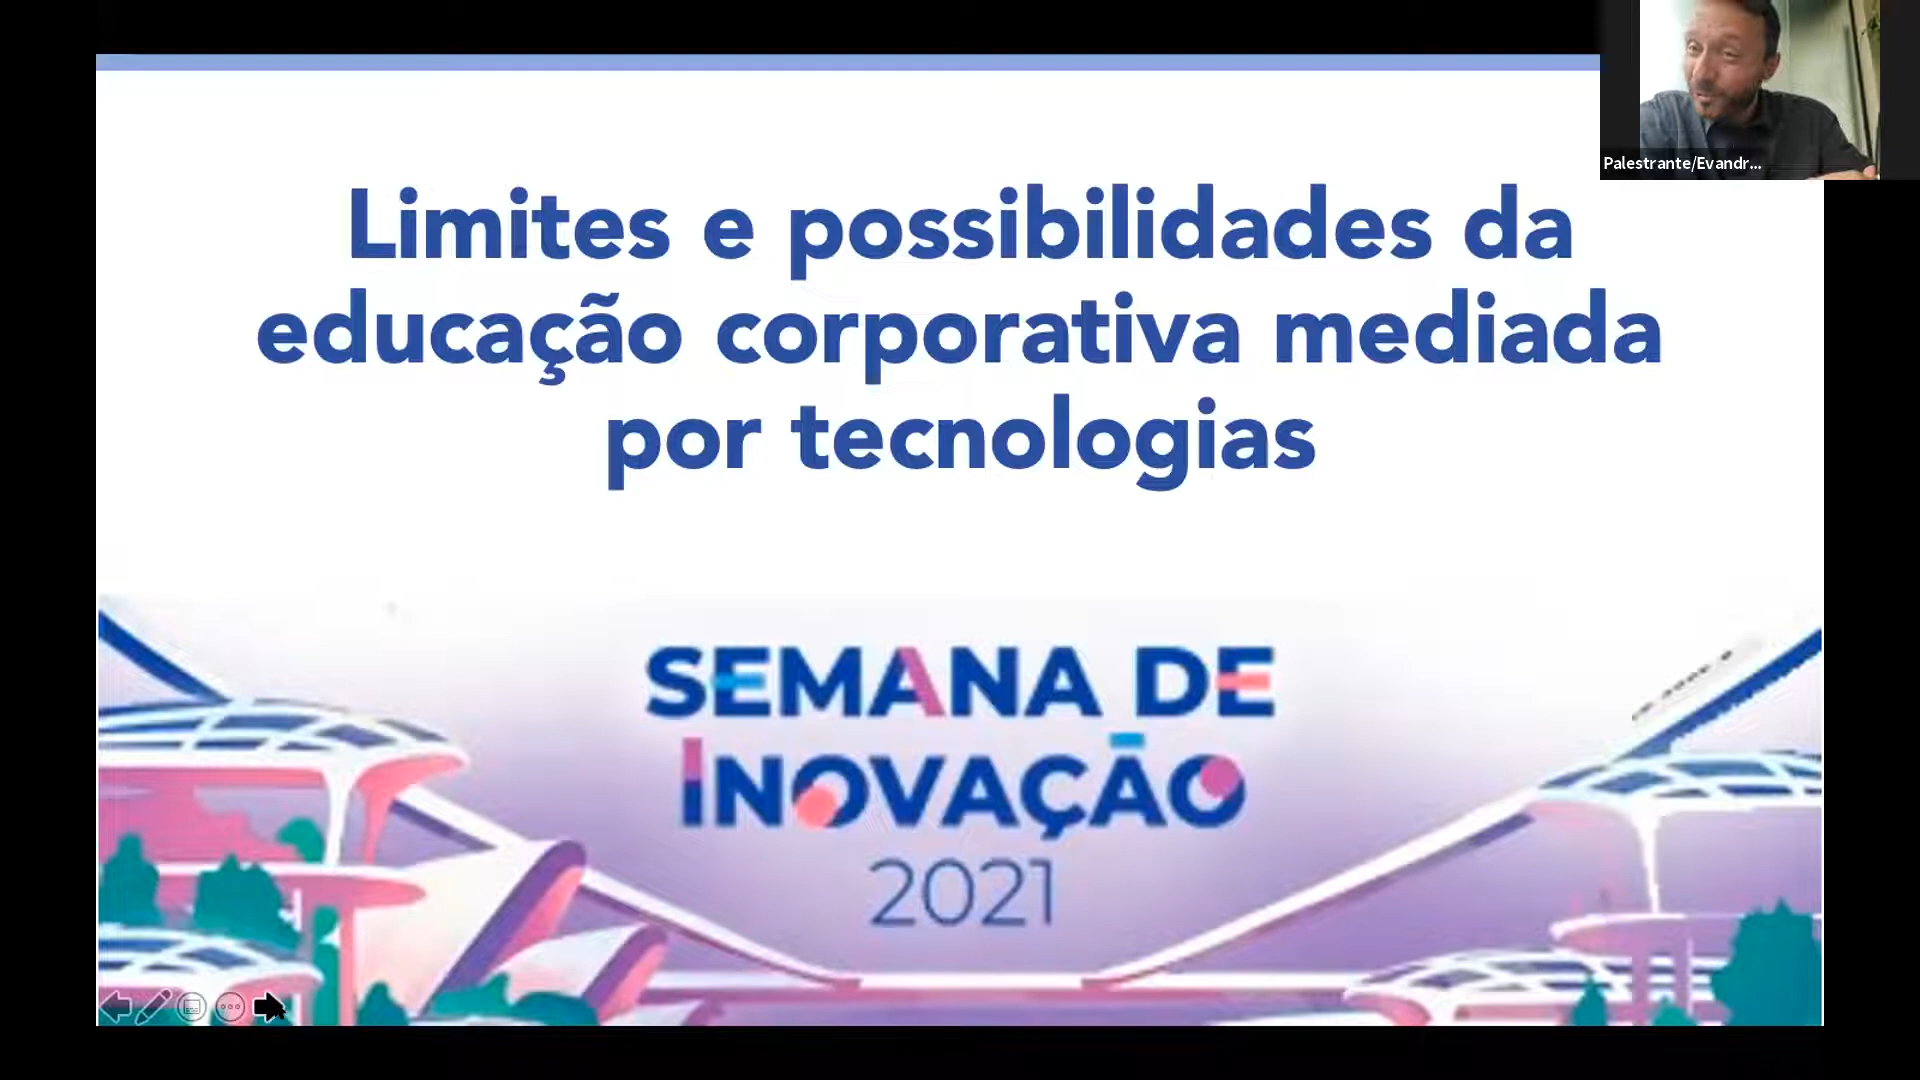 Palestrante/Evandr...
Limites e possibilidades da
educação corporativa mediada
por tecnologias
SEMANA DE
INOVAÇÃO
2021